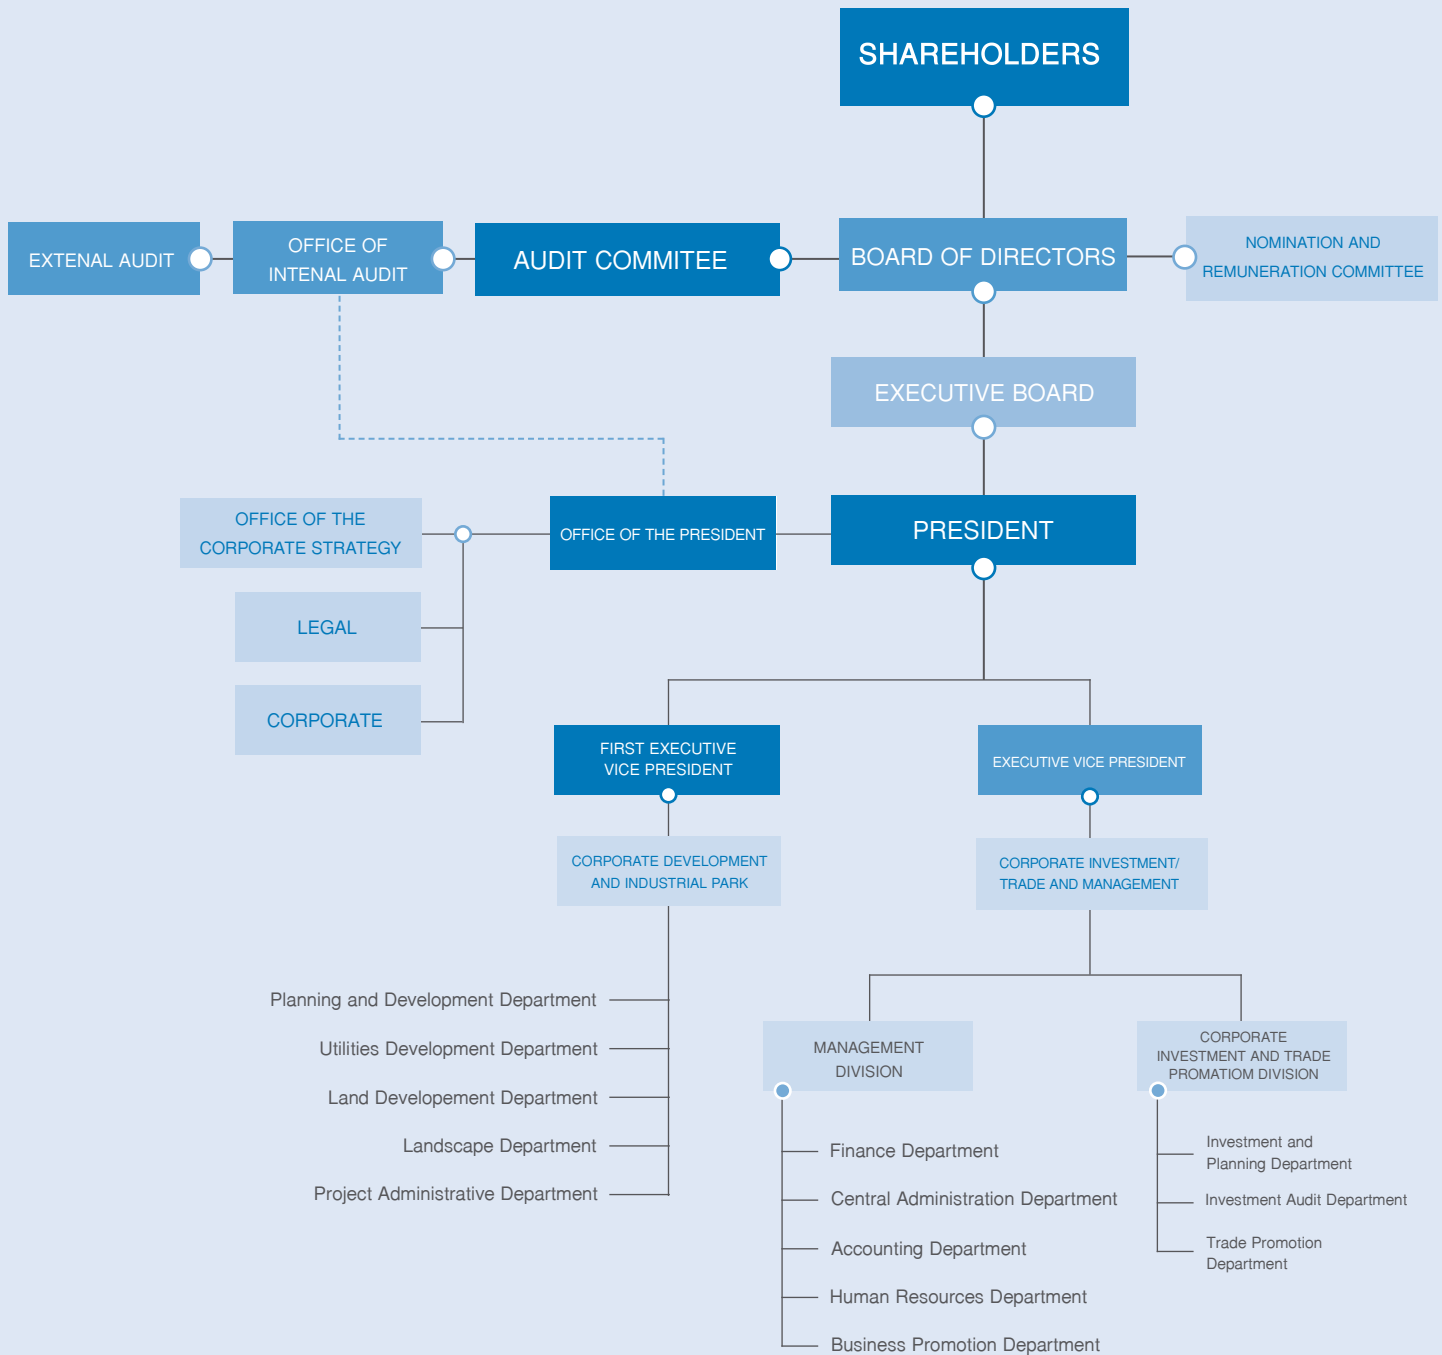 SHAREHOLDERS
EXTENAL AUDIT
OFFICE OF
INTENAL AUDIT
AUDIT COMMITEE
BOARD OF DIRECTORS
NOMINATION AND
REMUNERATION COMMITTEE
EXECUTIVE BOARD
OFFICE OF THE
CORPORATE STRATEGY
OFFICE OF THE PRESIDENT
PRESIDENT
LEGAL
CORPORATE
FIRST EXECUTIVE
VICE PRESIDENT
EXECUTIVE VICE PRESIDENT
CORPORATE DEVELOPMENT
AND INDUSTRIAL PARK
CORPORATE INVESTMENT/
TRADE AND MANAGEMENT
Planning and Development Department
Utilities Development Department
Land Developement Department
Landscape Department
Project Administrative Department
MANAGEMENT
DIVISION
CORPORATE
INVESTMENT AND TRADE
PROMATIOM DIVISION
Finance Department
Central Administration Department
Accounting Department
Human Resources Department
Business Promotion Department
Investment and
Planning Department
Investment Audit Department
Trade Promotion
Department